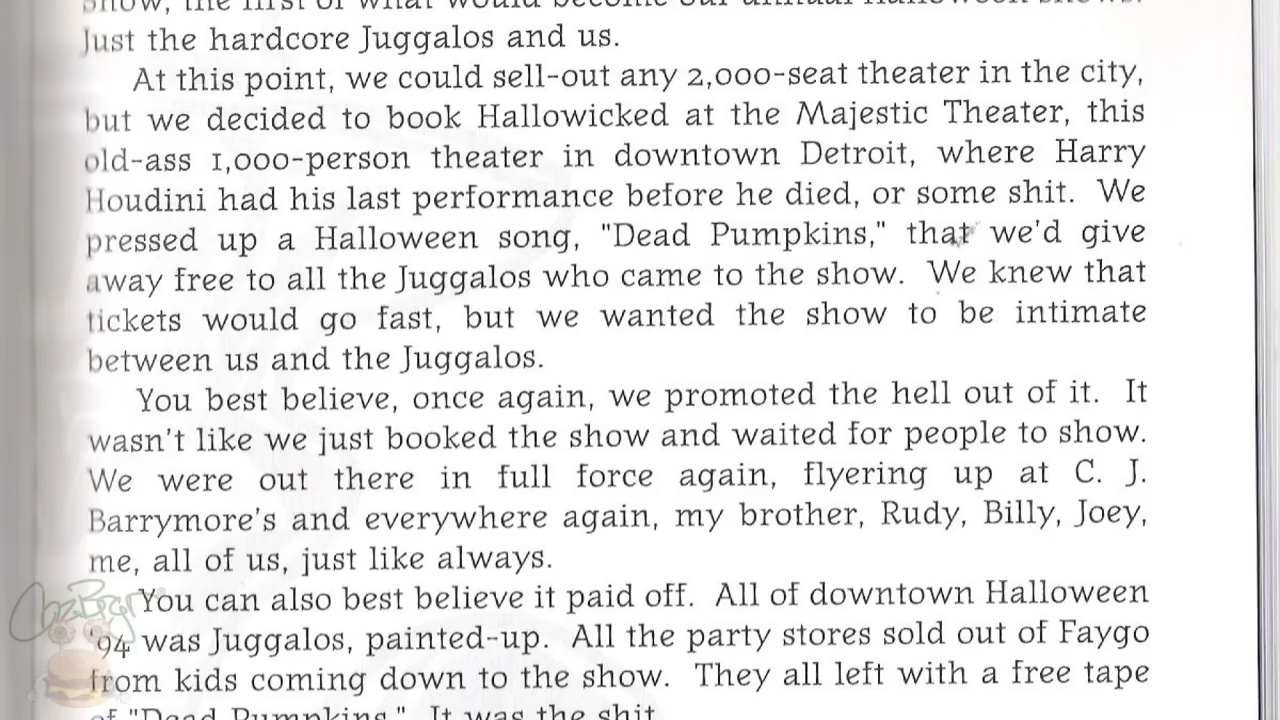 show, the first of what would become our annual Halloween shows.
Just the hardcore Juggalos and us.
At this point, we could sell-out any 2,000-seat theater in the city,
but we decided to book Hallowicked at the Majestic Theater, this
old-ass 1,000-person theater in downtown Detroit, where Harry
Houdini had his last performance before he died, or some shit. We
pressed up a Halloween song, "Dead Pumpkins," that we'd give
away free to all the Juggalos who came to the show. We knew that
tickets would go fast, but we wanted the show to be intimate
between us and the Juggalos.
You best believe, once again, we promoted the hell out of it. It
wasn't like we just booked the show and waited for people to show.
We were out there in full force again, flyering up at C. J.
Barrymore's and everywhere again, my brother, Rudy, Billy, Joey,
me, all of us, just like always.
You can also best believe it paid off. All of downtown Halloween
'94 was Juggalos, painted-up. All the party stores sold out of Faygo
from kids coming down to the show. They all left with a free tape
of "Dead Pumpkins." It was the shit